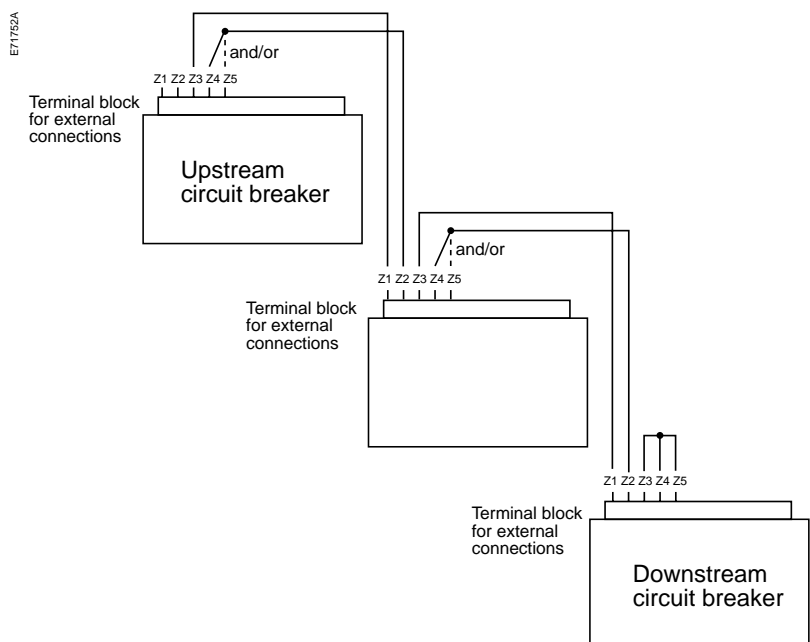 E71752A
and/or
Z1 Z2 Z3 Z4 Z5
Terminal block
for external
connections
Upstream
circuit breaker
and/or
Z1 Z2 Z3 Z4 Z5
Terminal block
for external
connections
Z1 Z2 Z3 Z4 Z5
Terminal block
for external
connections
Downstream
circuit breaker